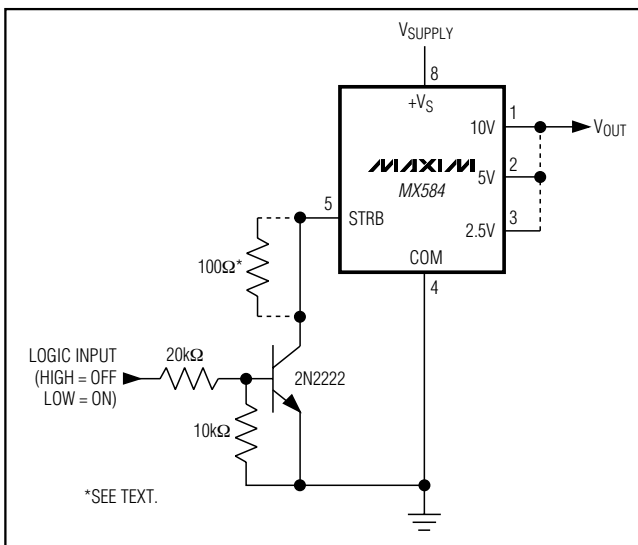 VSUPPLY
8
+VS
10V
1
VOUT
MAXIM
MX584
5V
2
5
STRB
2.5V
3
100Ω*
COM
4
LOGIC INPUT
(HIGH = OFF
LOW = ON)
20kΩ
2N2222
10kΩ
*SEE TEXT.